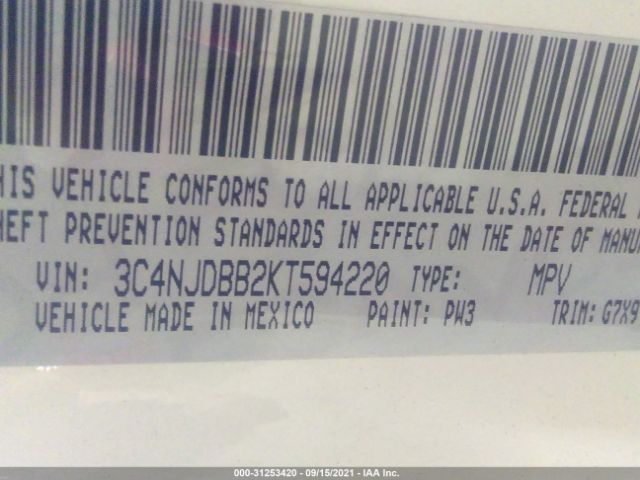 HIS VEHICLE CONFORMS TO ALL APPLICABLE U.S.A. FEDERAL
HEFT PREVENTION STANDARDS IN EFFECT ON THE DATE OF MANU
VIN: 3C4NJDBB2KT594220 TYPE: MPV
VEHICLE MADE IN MEXICO PAINT: PW3 TRIM: G7X9
000-31253420 - 09/15/2021 - IAA Inc.